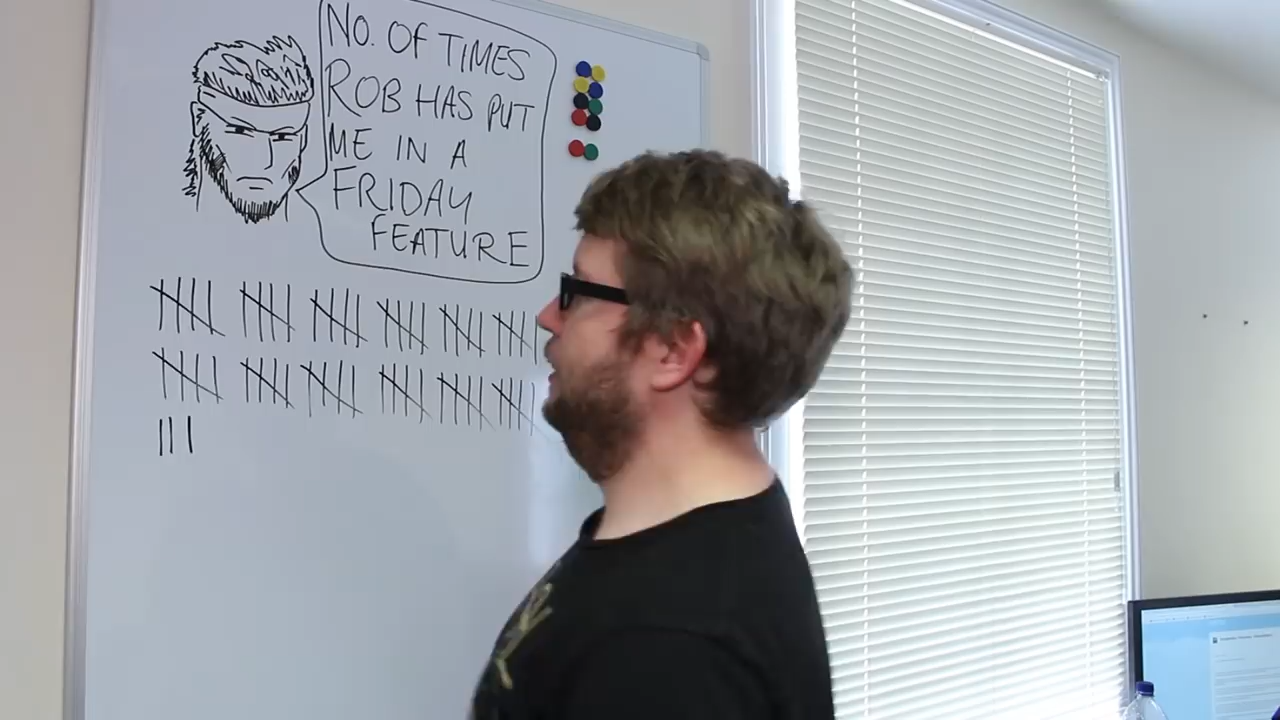 NO. OF TIMES
ROB HAS PUT
ME IN A
FRIDAY
FEATURE